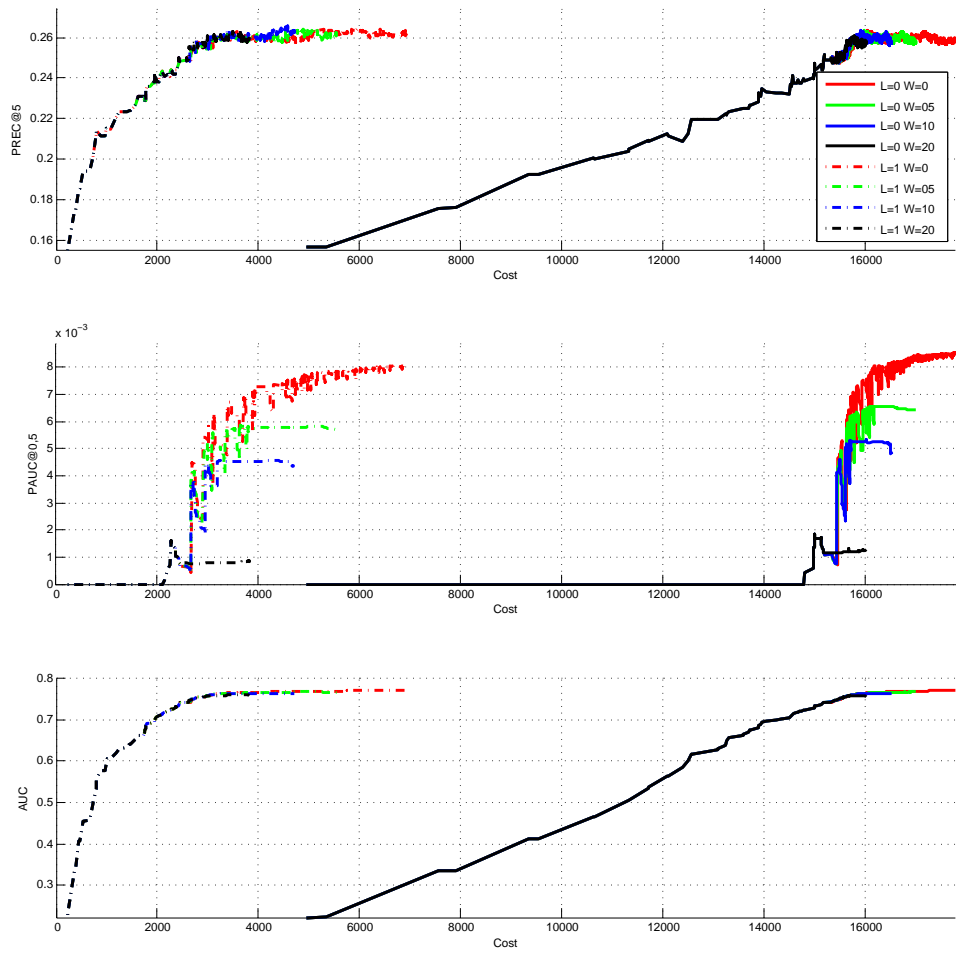 0.26
0.24
0.22
0.2
0.18
0.16
PREC@5
L=0 W=0
L=0 W=05
L=0 W=10
L=0 W=20
L=1 W=0
L=1 W=05
L=1 W=10
L=1 W=20
0 2000 4000 6000 8000 10000 12000 14000 16000
Cost
x 10⁻³
8
7
6
5
4
3
2
1
0
PAUC@0,5
0 2000 4000 6000 8000 10000 12000 14000 16000
Cost
0.8
0.7
0.6
0.5
0.4
0.3
AUC
0 2000 4000 6000 8000 10000 12000 14000 16000
Cost